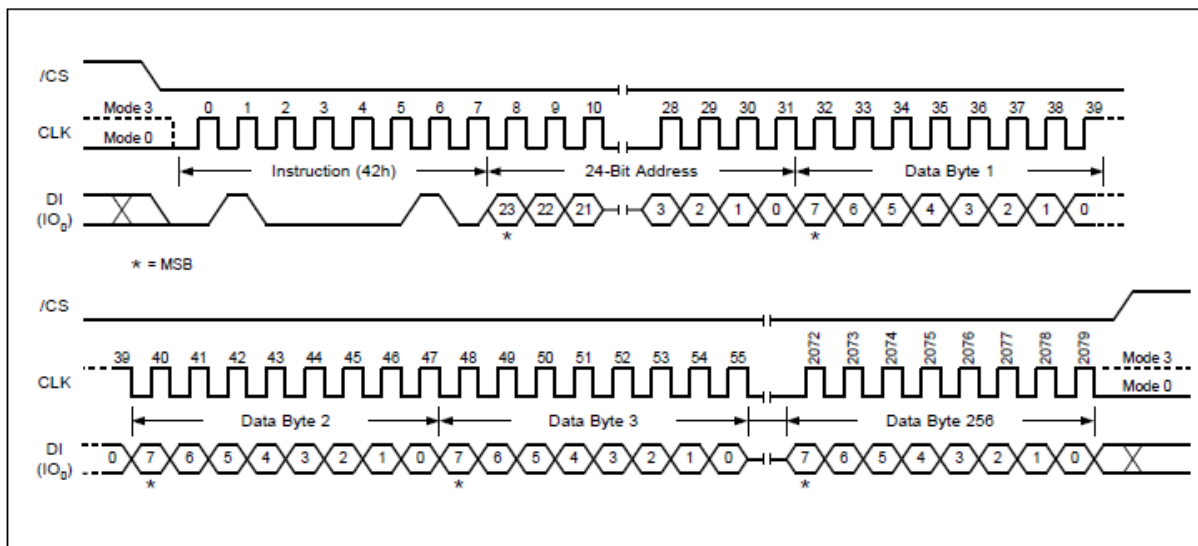 /CS
Mode 3 0 1 2 3 4 5 6 7 8 9 10 28 29 30 31 32 33 34 35 36 37 38 39
CLK Mode 0
Instruction (42h) 24-Bit Address Data Byte 1
DI (IO0) 23 22 21 3 2 1 0 7 6 5 4 3 2 1 0
* *
* = MSB
/CS
39 40 41 42 43 44 45 46 47 48 49 50 51 52 53 54 55 2072 2073 2074 2075 2076 2077 2078 2079 Mode 3
CLK Mode 0
Data Byte 2 Data Byte 3 Data Byte 256
DI (IO0) 0 7 6 5 4 3 2 1 0 7 6 5 4 3 2 1 0 7 6 5 4 3 2 1 0
* * *